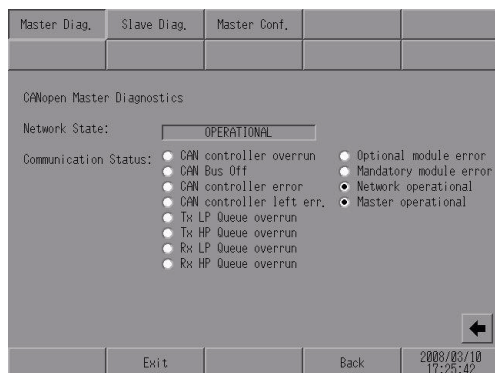 Master Diag. Slave Diag. Master Conf.
CANopen Master Diagnostics
Network State: OPERATIONAL
Communication Status:
CAN controller overrun
CAN Bus Off
CAN controller error
CAN controller left err.
Tx LP Queue overrun
Tx HP Queue overrun
Rx LP Queue overrun
Rx HP Queue overrun
Optional module error
Mandatory module error
Network operational
Master operational
Exit Back 2008/03/10
17:25:42